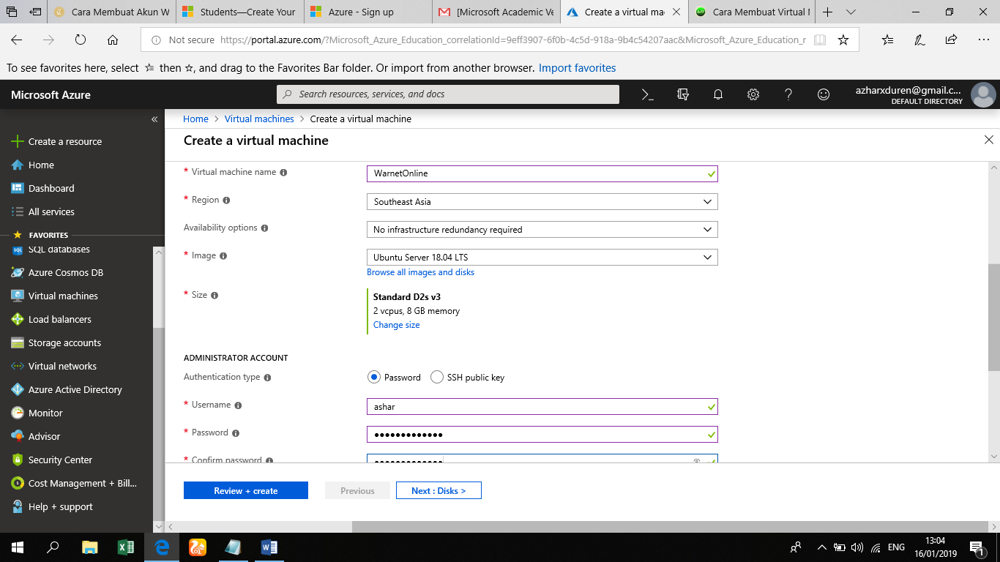 Cara Membuat Akun W
Students—Create Your
Azure - Sign up
[Microsoft Academic Ve
Create a virtual ma
Cara Membuat Virtual
Not secure https://portal.azure.com/?Microsoft_Azure_Education_correlationId=9eff3907-6f0b-4c5d-918a-9b4c54207aac&Microsoft_Azure_Education_r
To see favorites here, select then ☆, and drag to the Favorites Bar folder. Or import from another browser. Import favorites
Microsoft Azure
Search resources, services, and docs
azharxduren@gmail.c...
DEFAULT DIRECTORY
Create a resource
Home
Dashboard
All services
FAVORITES
SQL databases
Azure Cosmos DB
Virtual machines
Load balancers
Storage accounts
Virtual networks
Azure Active Directory
Monitor
Advisor
Security Center
Cost Management + Bill...
Help + support
Home > Virtual machines > Create a virtual machine
Create a virtual machine
* Virtual machine name
WarnetOnline
* Region
Southeast Asia
Availability options
No infrastructure redundancy required
* Image
Ubuntu Server 18.04 LTS
Browse all images and disks
* Size
Standard D2s v3
2 vcpus, 8 GB memory
Change size
ADMINISTRATOR ACCOUNT
Authentication type
Password
SSH public key
* Username
ashar
* Password
•••••••••••••
* Confirm password
•••••••••••••
Review + create
Previous
Next : Disks >
ENG
13:04
16/01/2019
1